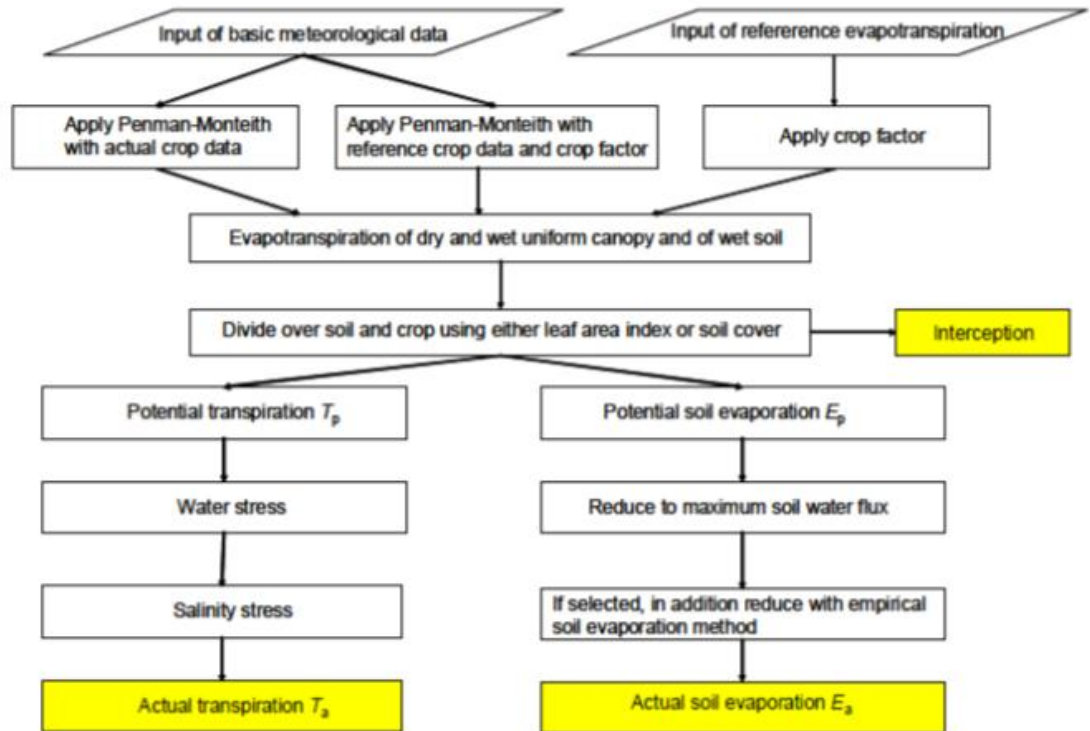 Input of basic meteorological data
Input of refererence evapotranspiration
Apply Penman-Monteith
with actual crop data
Apply Penman-Monteith with
reference crop data and crop factor
Apply crop factor
Evapotranspiration of dry and wet uniform canopy and of wet soil
Divide over soil and crop using either leaf area index or soil cover
Interception
Potential transpiration Tp
Potential soil evaporation Ep
Water stress
Reduce to maximum soil water flux
Salinity stress
If selected, in addition reduce with empirical
soil evaporation method
Actual transpiration Ta
Actual soil evaporation Ea